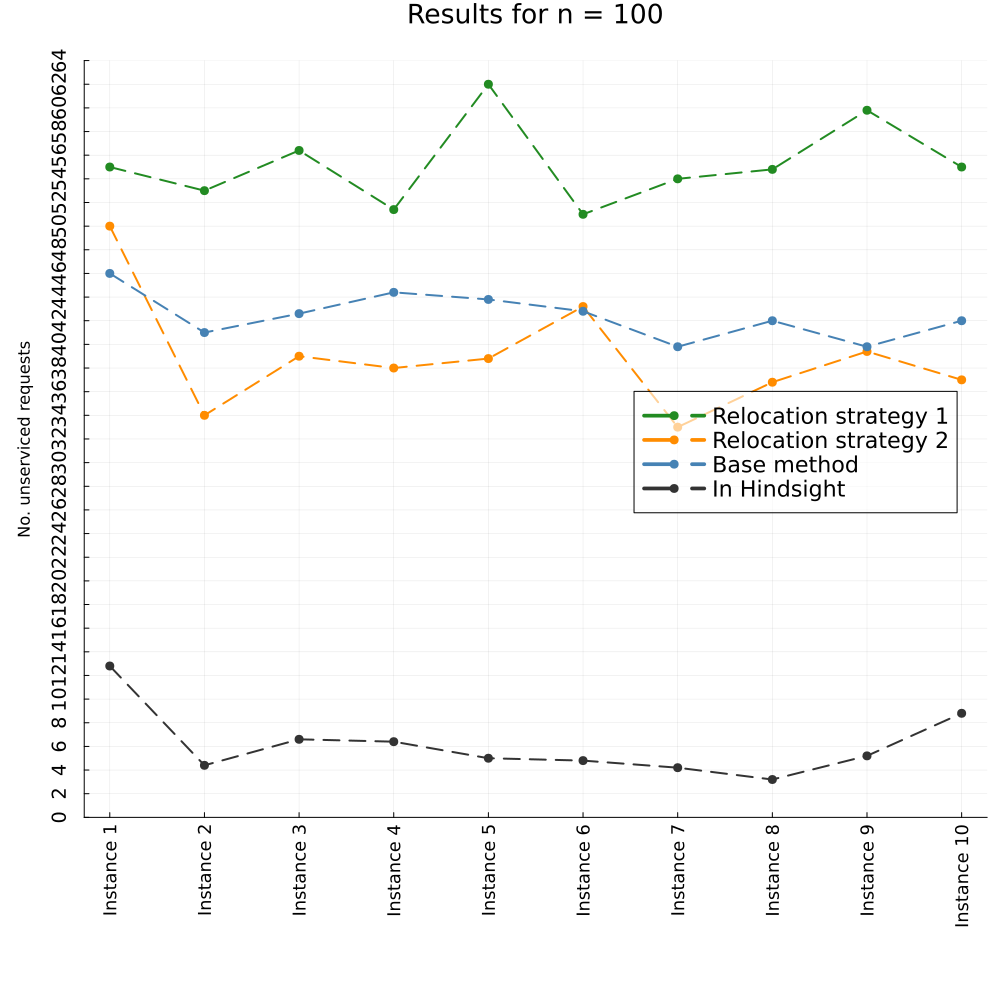 Results for n = 100
No. unserviced requests
64
62
60
58
56
54
52
50
48
46
44
42
40
38
36
34
32
30
28
26
24
22
20
18
16
14
12
10
8
6
4
2
0
Relocation strategy 1
Relocation strategy 2
Base method
In Hindsight
Instance 1
Instance 2
Instance 3
Instance 4
Instance 5
Instance 6
Instance 7
Instance 8
Instance 9
Instance 10